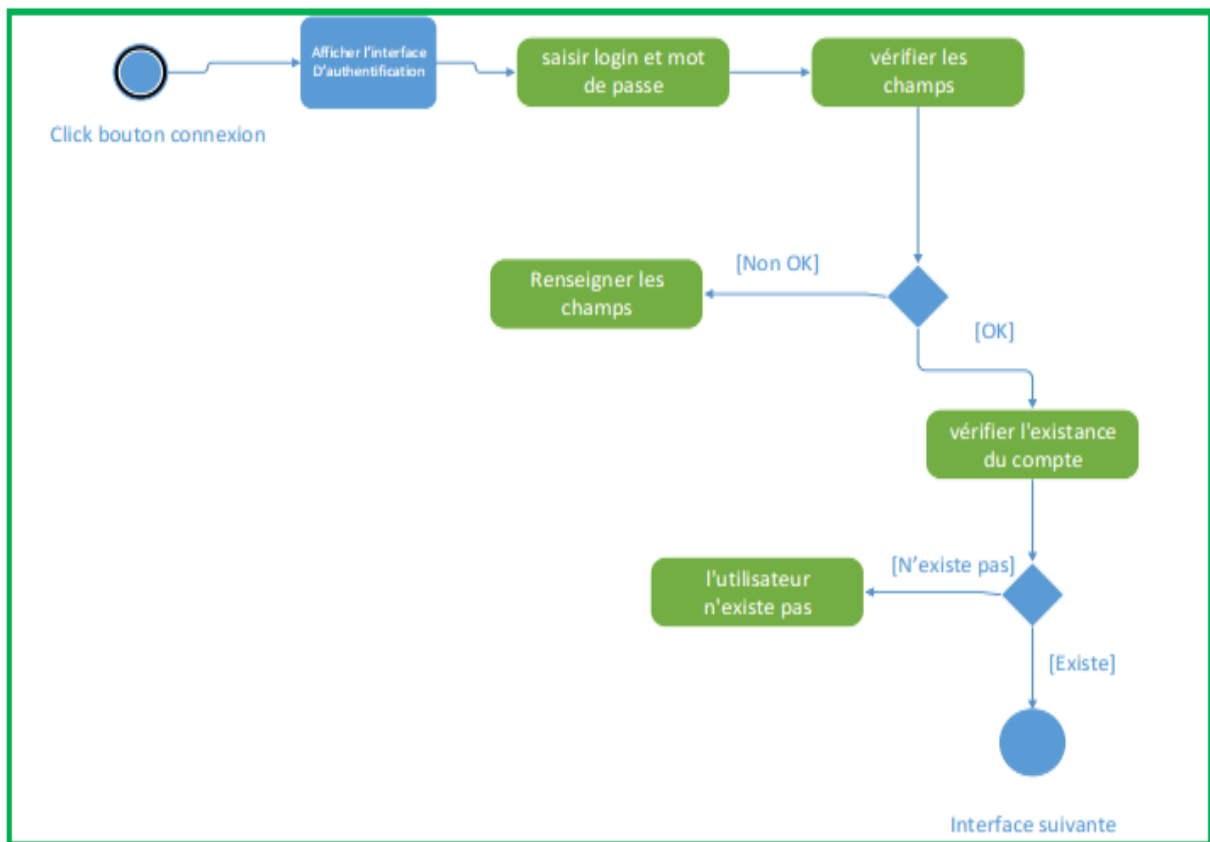 Afficher l'interface
D'authentification
saisir login et mot
de passe
vérifier les
champs
Click bouton connexion
[Non OK]
Renseigner les
champs
[OK]
vérifier l'existance
du compte
[N'existe pas]
l'utilisateur
n'existe pas
[Existe]
Interface suivante